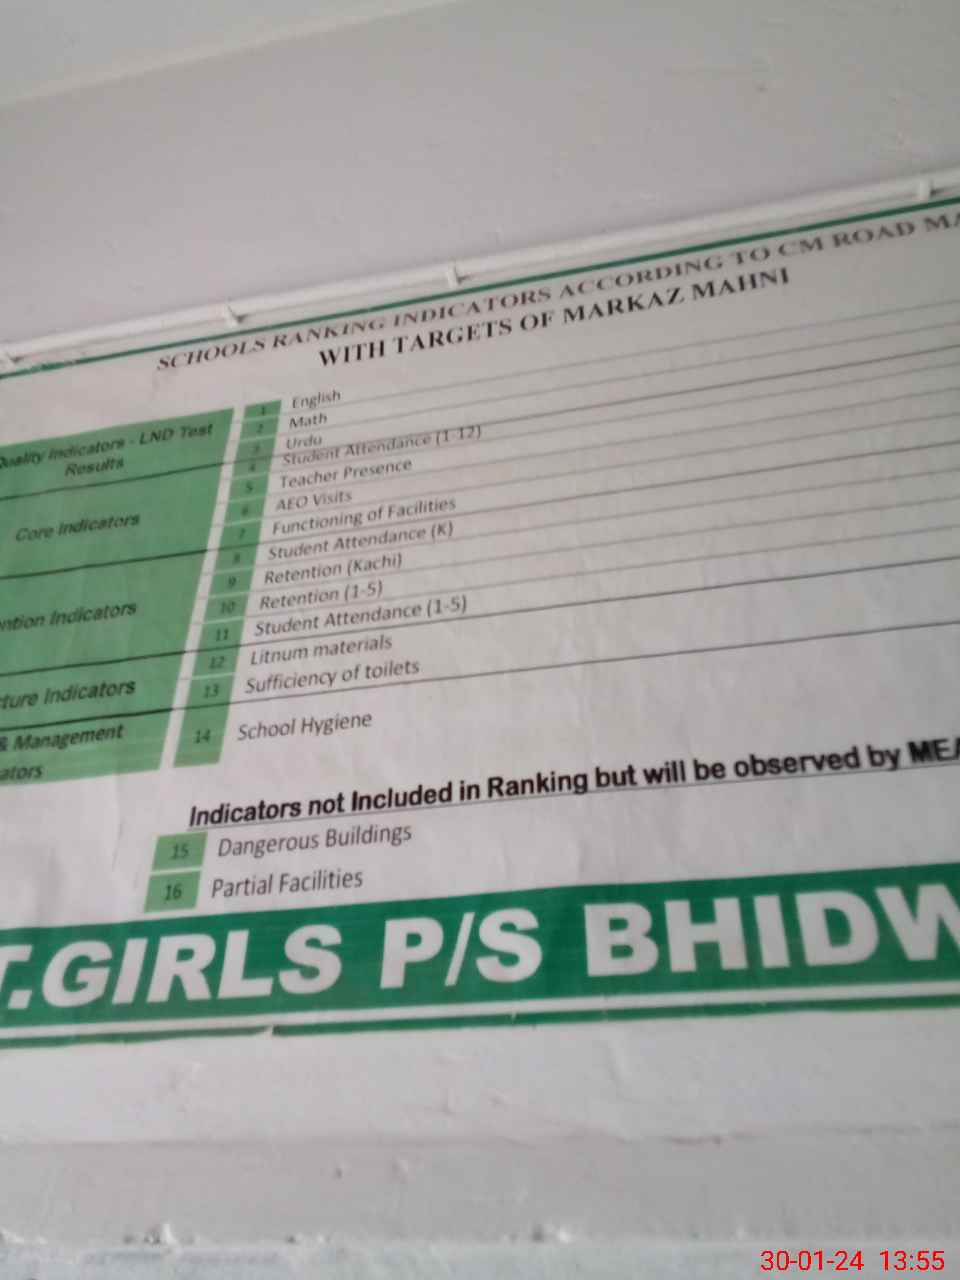 SCHOOLS RANKING INDICATORS ACCORDING TO CM ROAD MA
WITH TARGETS OF MARKAZ MAHNI
Quality Indicators - LND Test
Results
1 English
2 Math
3 Urdu
Core Indicators
4 Student Attendance (1-12)
5 Teacher Presence
6 AEO Visits
7 Functioning of Facilities
ntion Indicators
8 Student Attendance (K)
9 Retention (Kachi)
10 Retention (1-5)
11 Student Attendance (1-5)
cture Indicators
12 Litnum materials
13 Sufficiency of toilets
& Management
ators
14 School Hygiene
Indicators not Included in Ranking but will be observed by MEA
15 Dangerous Buildings
16 Partial Facilities
T.GIRLS P/S BHIDW
30-01-24 13:55